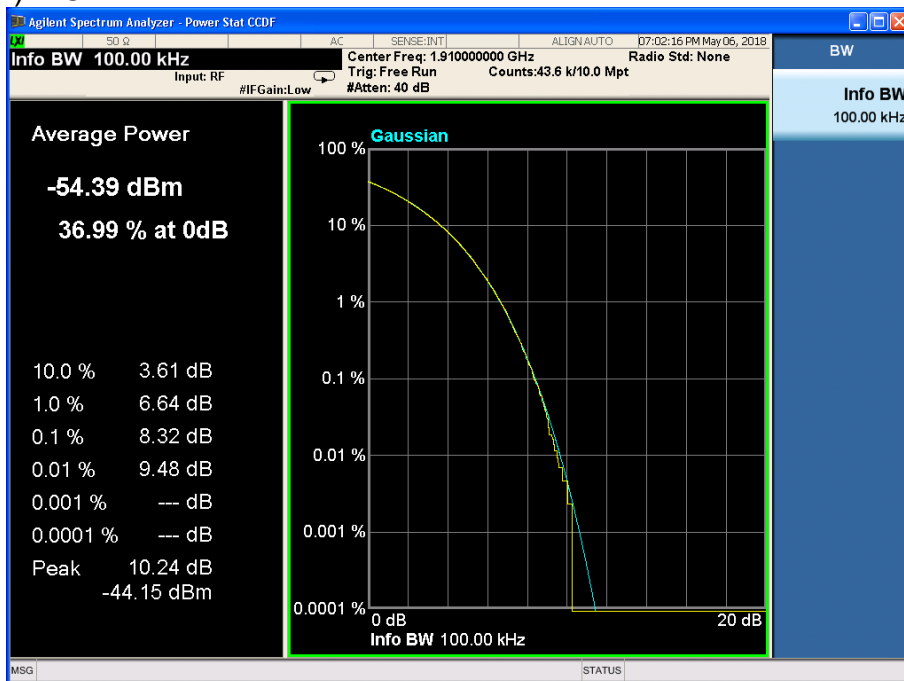 Agilent Spectrum Analyzer - Power Stat CCDF
LXI 50 Ω AC SENSE:INT ALIGN AUTO 07:02:16 PM May 06, 2018
Info BW 100.00 kHz
Center Freq: 1.910000000 GHz Radio Std: None
Input: RF Trig: Free Run Counts:43.6 k/10.0 Mpt
#IFGain:Low #Atten: 40 dB
BW
Info BW
100.00 kHz
Average Power
-54.39 dBm
36.99 % at 0dB
10.0 % 3.61 dB
1.0 % 6.64 dB
0.1 % 8.32 dB
0.01 % 9.48 dB
0.001 % --- dB
0.0001 % --- dB
Peak 10.24 dB
-44.15 dBm
Gaussian
100 %
10 %
1 %
0.1 %
0.01 %
0.001 %
0.0001 %
0 dB 20 dB
Info BW 100.00 kHz
MSG STATUS